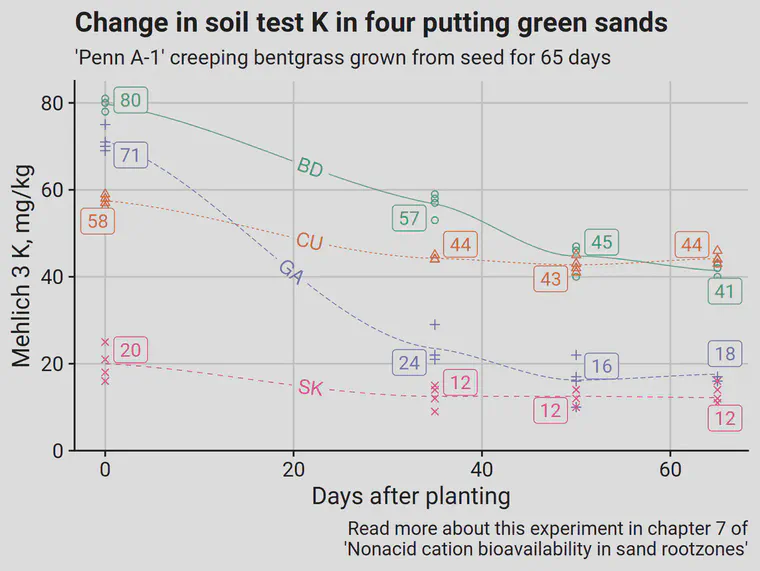 Change in soil test K in four putting green sands
'Penn A-1' creeping bentgrass grown from seed for 65 days
Mehlich 3 K, mg/kg
80
60
40
20
0
80
71
58
20
BD
CU
GA
SK
57
44
24
12
45
43
16
12
44
41
18
12
0 20 40 60
Days after planting
Read more about this experiment in chapter 7 of
'Nonacid cation bioavailability in sand rootzones'